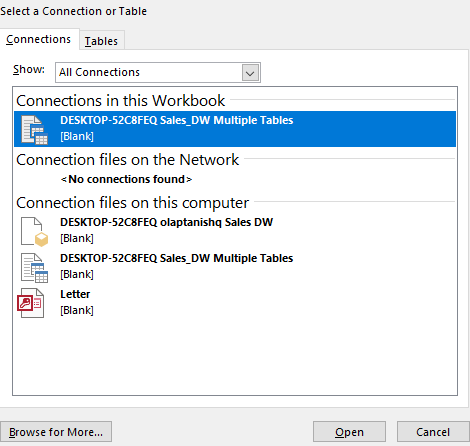 Select a Connection or Table
Connections Tables
Show: All Connections
Connections in this Workbook
DESKTOP-52C8FEQ Sales_DW Multiple Tables
[Blank]
Connection files on the Network
<No connections found>
Connection files on this computer
DESKTOP-52C8FEQ olaptanishq Sales DW
[Blank]
DESKTOP-52C8FEQ Sales_DW Multiple Tables
[Blank]
Letter
[Blank]
Browse for More... Open Cancel